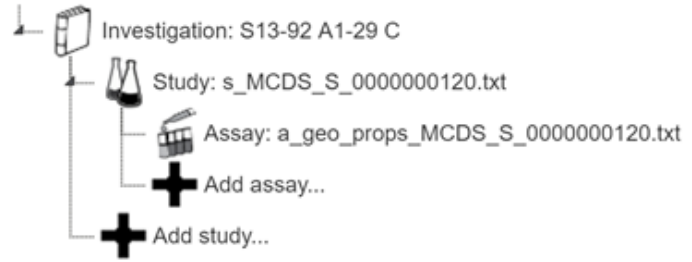 Investigation: S13-92 A1-29 C
Study: s_MCDS_S_0000000120.txt
Assay: a_geo_props_MCDS_S_0000000120.txt
Add assay...
Add study...